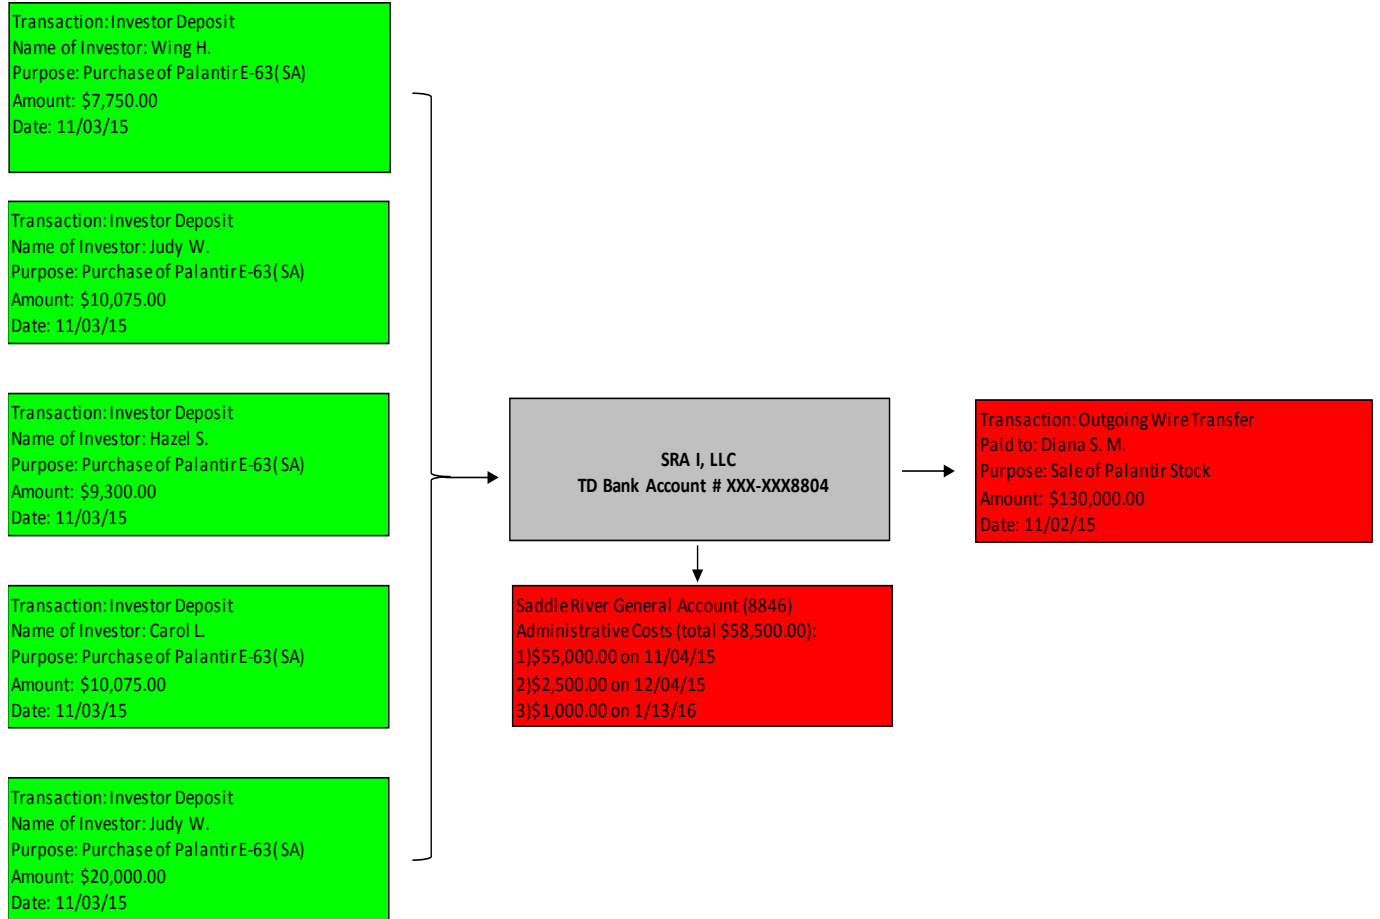 Transaction: Investor Deposit
Name of Investor: Wing H.
Purpose: Purchase of Palantir E-63( SA)
Amount: $7,750.00
Date: 11/03/15
Transaction: Investor Deposit
Name of Investor: Judy W.
Purpose: Purchase of Palantir E-63( SA)
Amount: $10,075.00
Date: 11/03/15
Transaction: Investor Deposit
Name of Investor: Hazel S.
Purpose: Purchase of Palantir E-63( SA)
Amount: $9,300.00
Date: 11/03/15
Transaction: Investor Deposit
Name of Investor: Carol L.
Purpose: Purchase of Palantir E-63( SA)
Amount: $10,075.00
Date: 11/03/15
Transaction: Investor Deposit
Name of Investor: Judy W.
Purpose: Purchase of Palantir E-63( SA)
Amount: $20,000.00
Date: 11/03/15
SRA I, LLC
TD Bank Account # XXX-XXX8804
Saddle River General Account (8846)
Administrative Costs (total $58,500.00):
1)$55,000.00 on 11/04/15
2)$2,500.00 on 12/04/15
3)$1,000.00 on 1/13/16
Transaction: Outgoing Wire Transfer
Paid to: Diana S. M.
Purpose: Sale of Palantir Stock
Amount: $130,000.00
Date: 11/02/15